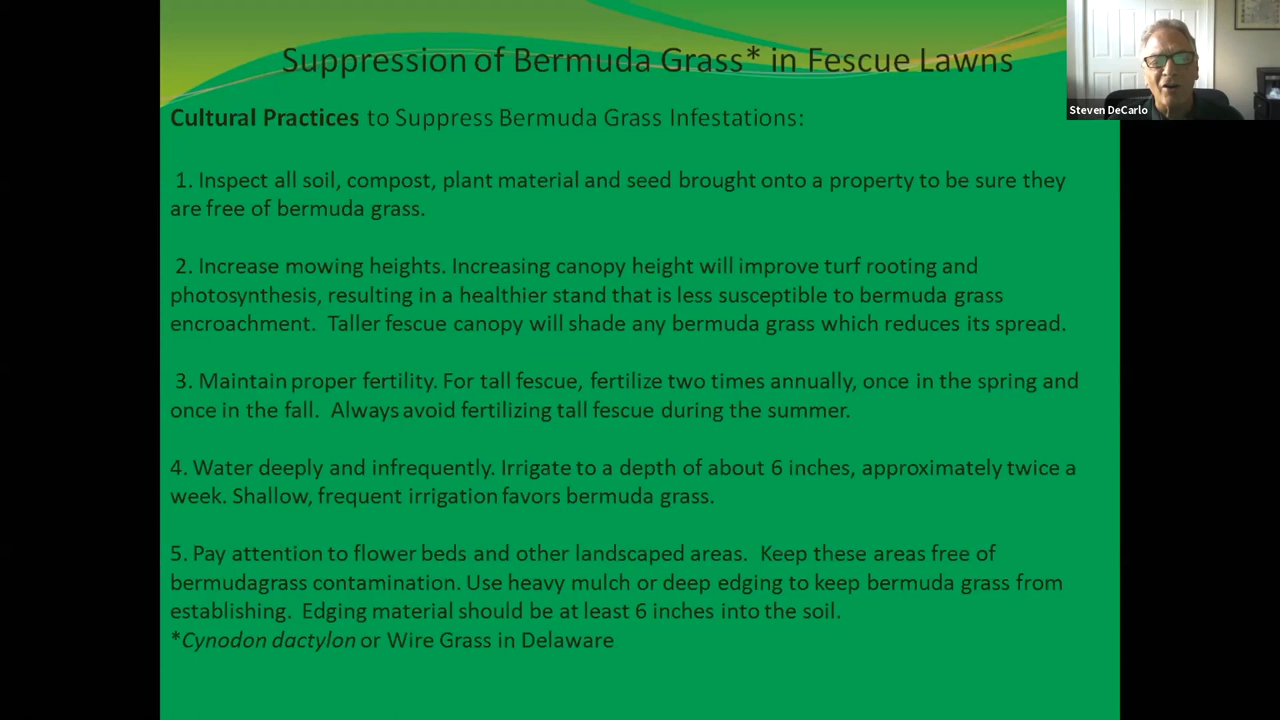 Suppression of Bermuda Grass* in Fescue Lawns
Steven DeCarlo
Cultural Practices to Suppress Bermuda Grass Infestations:
1. Inspect all soil, compost, plant material and seed brought onto a property to be sure they
are free of bermuda grass.
2. Increase mowing heights. Increasing canopy height will improve turf rooting and
photosynthesis, resulting in a healthier stand that is less susceptible to bermuda grass
encroachment.  Taller fescue canopy will shade any bermuda grass which reduces its spread.
3. Maintain proper fertility. For tall fescue, fertilize two times annually, once in the spring and
once in the fall.  Always avoid fertilizing tall fescue during the summer.
4. Water deeply and infrequently. Irrigate to a depth of about 6 inches, approximately twice a
week. Shallow, frequent irrigation favors bermuda grass.
5. Pay attention to flower beds and other landscaped areas.  Keep these areas free of
bermudagrass contamination. Use heavy mulch or deep edging to keep bermuda grass from
establishing.  Edging material should be at least 6 inches into the soil.
*Cynodon dactylon or Wire Grass in Delaware